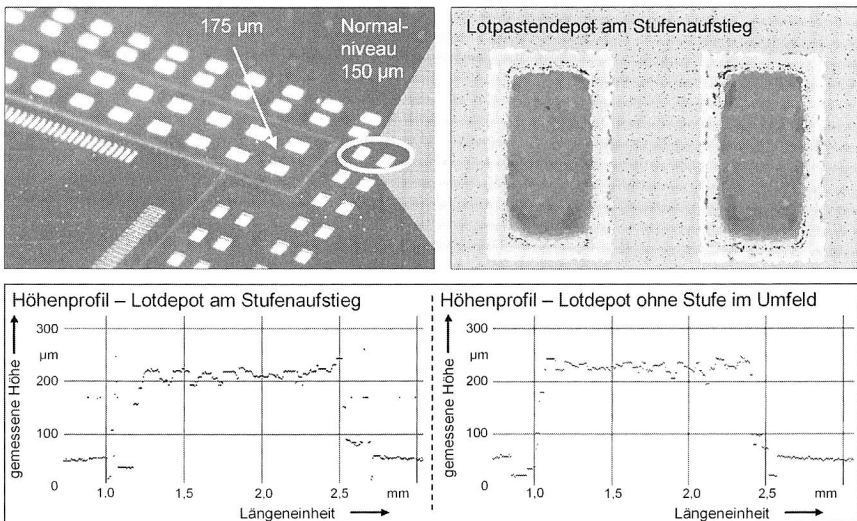 175 µm
Normal-
niveau
150 µm
Lotpastendepot am Stufenaufstieg
Höhenprofil – Lotdepot am Stufenaufstieg
gemessene Höhe
300
µm
200
100
0
1.0
1,5
2,0
2.5
mm
Längeneinheit
Höhenprofil – Lotdepot ohne Stufe im Umfeld
gemessene Höhe
300
µm
200
100
0
1,0
1,5
2,0
2,5
mm
Längeneinheit